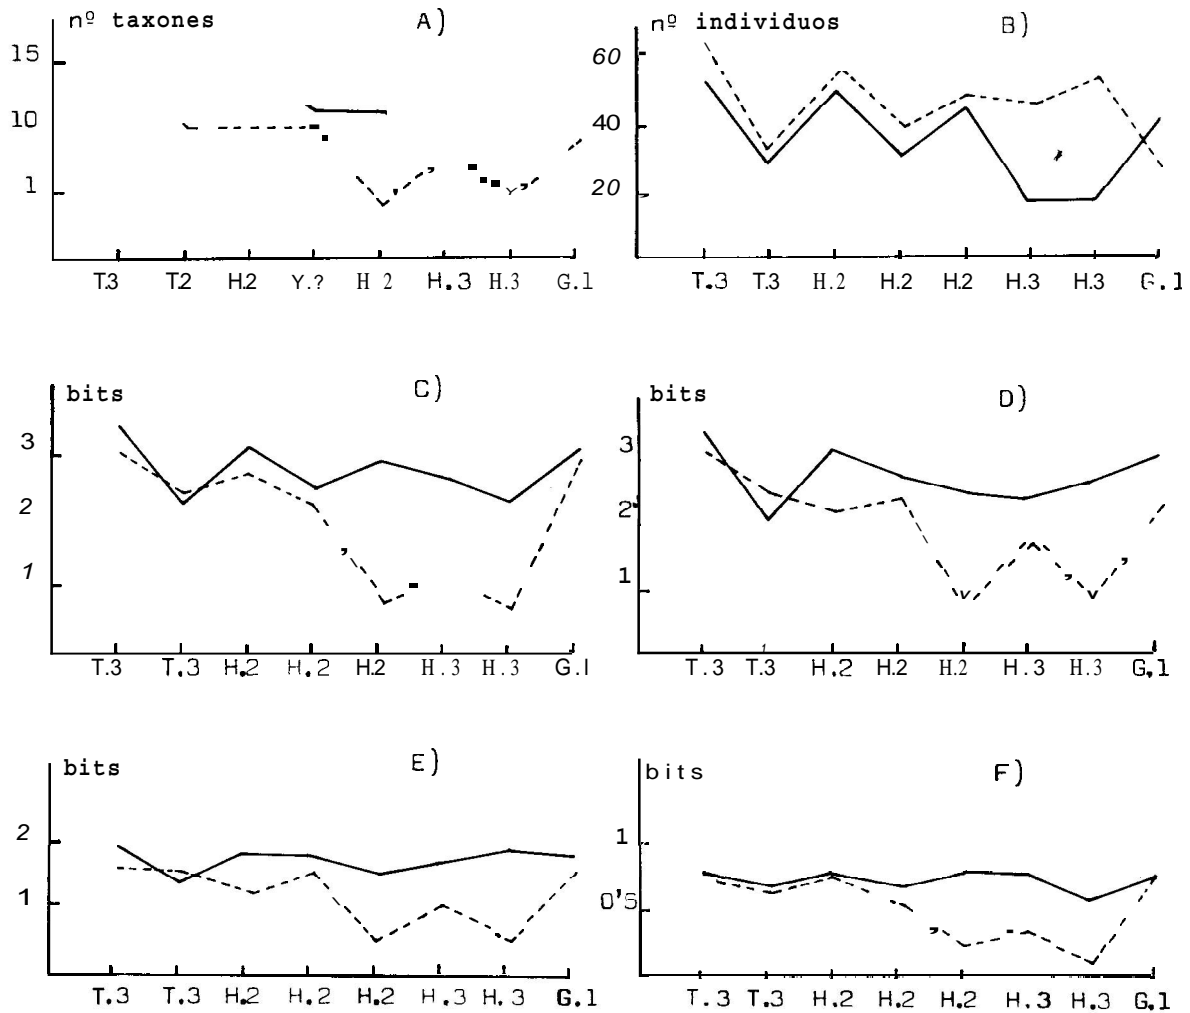 nº taxones A)
15
10
1
T.3 T.2 H.2 Y.? H 2 H.3 H.3 G.1
nº individuos B)
60
40
20
T.3 T.3 H.2 H.2 H.2 H.3 H.3 G.1
bits C)
3
2
1
T.3 T.3 H.2 H.2 H.2 H.3 H.3 G.1
bits D)
3
2
1
T.3 T.3 H.2 H.2 H.2 H.3 H.3 G.1
bits E)
2
1
T.3 T.3 H.2 H.2 H.2 H.3 H.3 G.1
bits F)
1
0'5
T.3 T.3 H.2 H.2 H.2 H.3 H.3 G.1